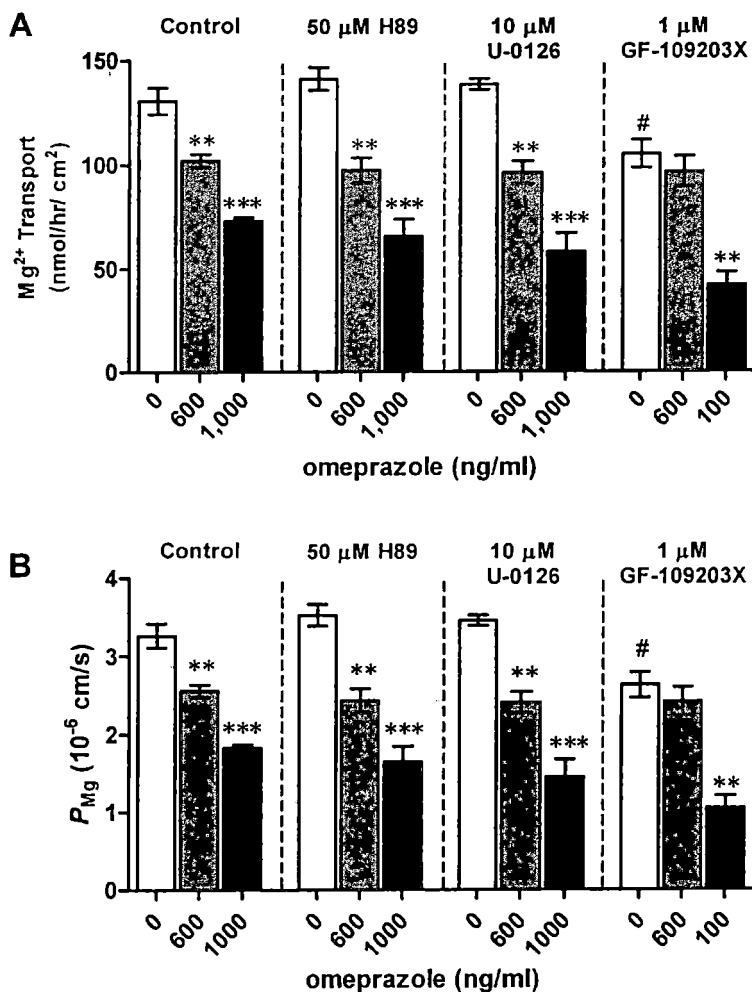 A
Control
50 µM H89
10 µM
U-0126
1 µM
GF-109203X
Mg²⁺ Transport
(nmol/hr/ cm²)
150
100
50
0
**
***
**
***
**
***
#
**
0
600
1,000
0
600
1,000
0
600
1,000
0
600
100
omeprazole (ng/ml)
B
Control
50 µM H89
10 µM
U-0126
1 µM
GF-109203X
P_Mg (10⁻⁶ cm/s)
4
3
2
1
0
**
***
**
***
**
***
#
**
0
600
1000
0
600
1000
0
600
1000
0
600
100
omeprazole (ng/ml)